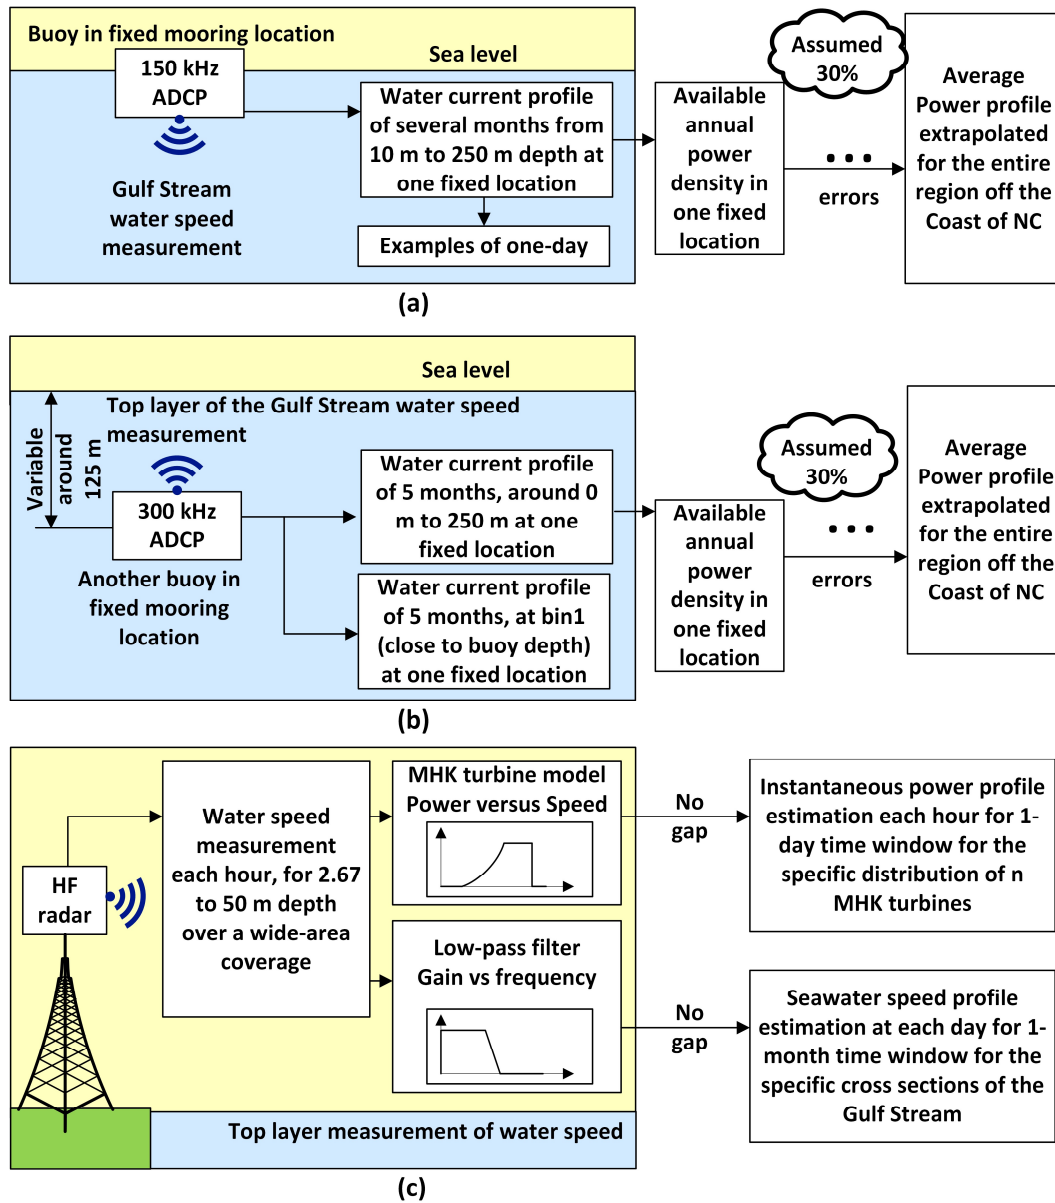 Buoy in fixed mooring location
Sea level
150 kHz
ADCP
Gulf Stream
water speed
measurement
Water current profile
of several months from
10 m to 250 m depth at
one fixed location
Examples of one-day
Available
annual
power
density in
one fixed
location
Assumed
30%
...
errors
Average
Power profile
extrapolated
for the entire
region off the
Coast of NC
(a)
Sea level
Top layer of the Gulf Stream water speed
measurement
Variable
around
125 m
300 kHz
ADCP
Another buoy in
fixed mooring
location
Water current profile
of 5 months, around 0
m to 250 m at one
fixed location
Water current profile
of 5 months, at bin1
(close to buoy depth)
at one fixed location
Available
annual
power
density in
one fixed
location
Assumed
30%
...
errors
Average
Power profile
extrapolated
for the entire
region off the
Coast of NC
(b)
HF
radar
Water speed
measurement
each hour, for 2.67
to 50 m depth
over a wide-area
coverage
MHK turbine model
Power versus Speed
No
gap
Instantaneous power profile
estimation each hour for 1-
day time window for the
specific distribution of n
MHK turbines
Low-pass filter
Gain vs frequency
No
gap
Seawater speed profile
estimation at each day for 1-
month time window for the
specific cross sections of the
Gulf Stream
Top layer measurement of water speed
(c)